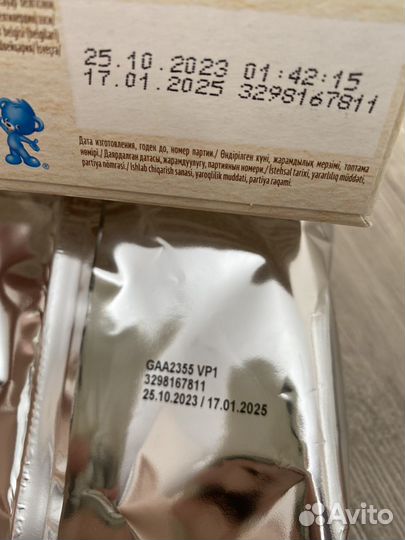 25.10.2023 01:42:15
17.01.2025 3298167811
Дата изготовления, годен до, номер партии./ Өндірілген күні, жарамдылық мерзімі, топтама
нөмірі./ Даярдалган датасы, жарамдуулугу, партиянын номери./ Istehsal tarixi, yararlılıq müddəti,
partiya nömrəsi./ Ishlab chiqarish sanasi, yaroqlilik muddati, partiya raqami.
GAA2355 VP1
3298167811
25.10.2023 / 17.01.2025
Avito